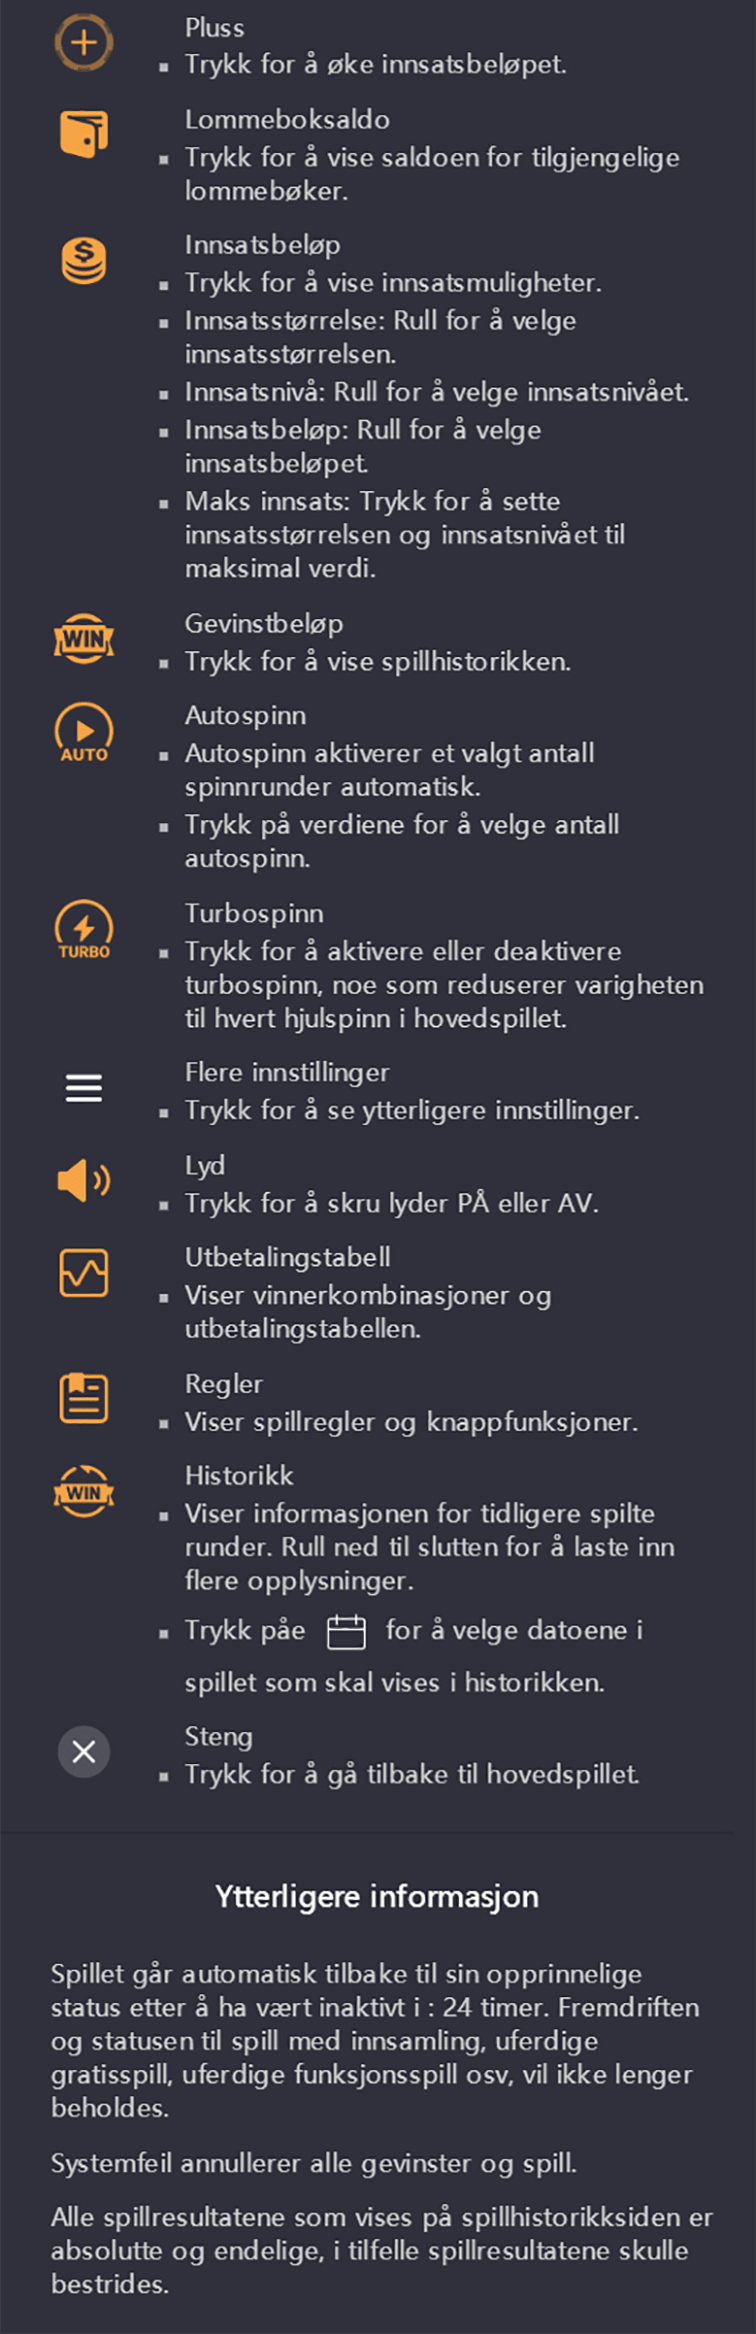 Pluss
▪ Trykk for å øke innsatsbeløpet.
Lommeboksaldo
▪ Trykk for å vise saldoen for tilgjengelige
lommebøker.
Innsatsbeløp
▪ Trykk for å vise innsatsmuligheter.
▪ Innsatsstørrelse: Rull for å velge
innsatsstørrelsen.
▪ Innsatsnivå: Rull for å velge innsatsnivået.
▪ Innsatsbeløp: Rull for å velge
innsatsbeløpet.
▪ Maks innsats: Trykk for å sette
innsatsstørrelsen og innsatsnivået til
maksimal verdi.
WIN
Gevinstbeløp
▪ Trykk for å vise spillhistorikken.
AUTO
Autospinn
▪ Autospinn aktiverer et valgt antall
spinnrunder automatisk.
▪ Trykk på verdiene for å velge antall
autospinn.
TURBO
Turbospinn
▪ Trykk for å aktivere eller deaktivere
turbospinn, noe som reduserer varigheten
til hvert hjulspinn i hovedspillet.
Flere innstillinger
▪ Trykk for å se ytterligere innstillinger.
Lyd
▪ Trykk for å skru lyder PÅ eller AV.
Utbetalingstabell
▪ Viser vinnerkombinasjoner og
utbetalingstabellen.
Regler
▪ Viser spillregler og knappfunksjoner.
WIN
Historikk
▪ Viser informasjonen for tidligere spilte
runder. Rull ned til slutten for å laste inn
flere opplysninger.
▪ Trykk påe for å velge datoene i
spillet som skal vises i historikken.
Steng
▪ Trykk for å gå tilbake til hovedspillet.
Ytterligere informasjon
Spillet går automatisk tilbake til sin opprinnelige
status etter å ha vært inaktivt i : 24 timer. Fremdriften
og statusen til spill med innsamling, uferdige
gratisspill, uferdige funksjonsspill osv, vil ikke lenger
beholdes.
Systemfeil annullerer alle gevinster og spill.
Alle spillresultatene som vises på spillhistorikksiden er
absolutte og endelige, i tilfelle spillresultatene skulle
bestrides.